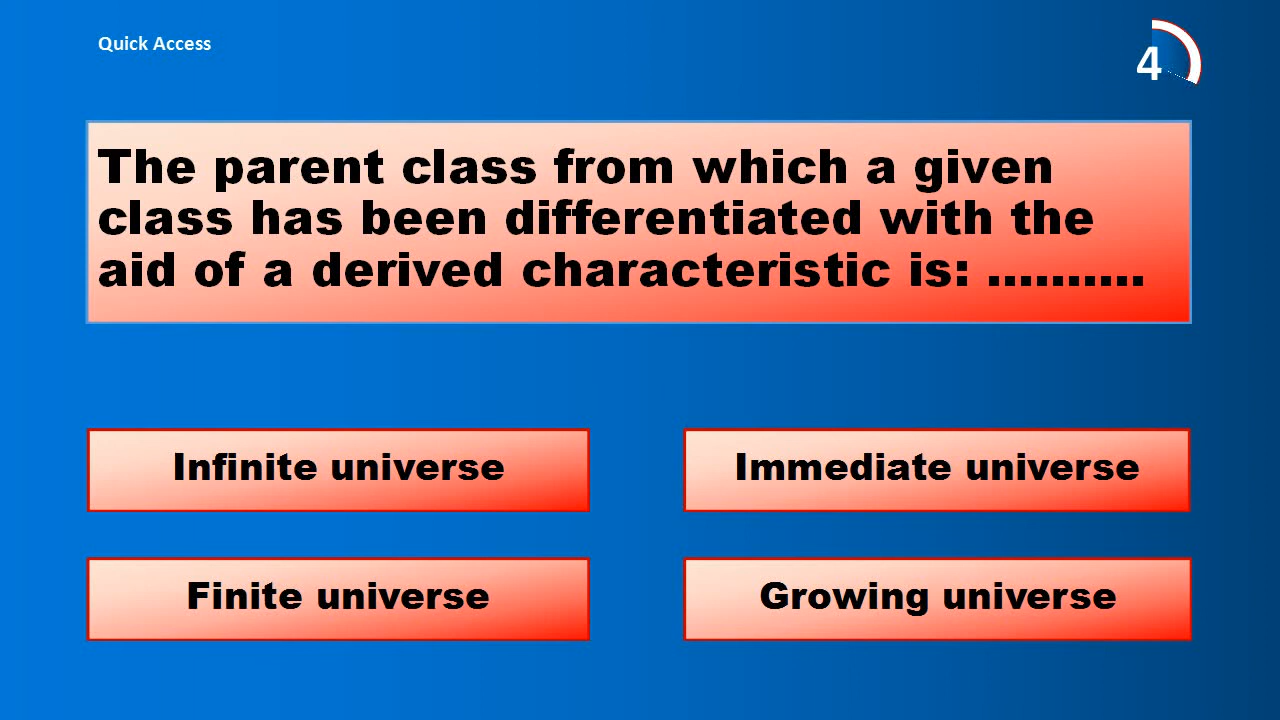 Quick Access
4
The parent class from which a given
class has been differentiated with the
aid of a derived characteristic is: ..........
Infinite universe
Immediate universe
Finite universe
Growing universe